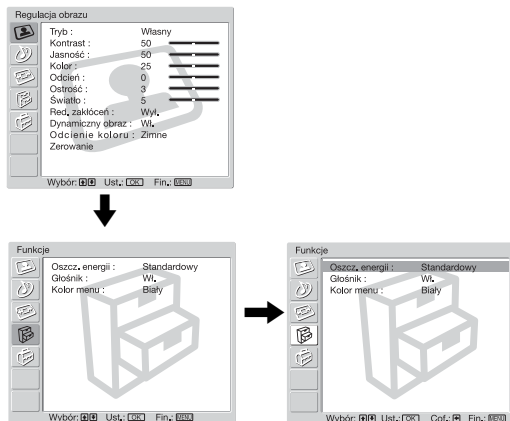 Regulacja obrazu
Tryb : Własny
Kontrast : 50
Jasność : 50
Kolor : 25
Odcień : 0
Ostrość : 3
Światło : 5
Red. zakłóceń : Wył.
Dynamiczny obraz : Wł.
Odcienie koloru : Zimne
Zerowanie
Wybór: Ust.: OK Fin.: MENU
Funkcje
Oszcz. energii : Standardowy
Głośnik : Wł.
Kolor menu : Biały
Wybór: Ust.: OK Fin.: MENU
Funkcje
Oszcz. energii : Standardowy
Głośnik : Wł.
Kolor menu : Biały
Wybór: Ust.: OK Cof.: Fin.: MENU